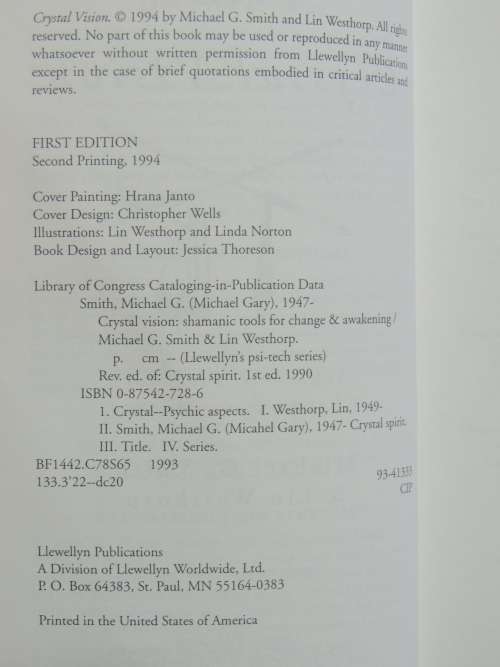 Crystal Vision. © 1994 by Michael G. Smith and Lin Westhorp. All rights
reserved. No part of this book may be used or reproduced in any manner
whatsoever without written permission from Llewellyn Publications
except in the case of brief quotations embodied in critical articles and
reviews.
FIRST EDITION
Second Printing, 1994
Cover Painting: Hrana Janto
Cover Design: Christopher Wells
Illustrations: Lin Westhorp and Linda Norton
Book Design and Layout: Jessica Thoreson
Library of Congress Cataloging-in-Publication Data
Smith, Michael G. (Michael Gary), 1947-
Crystal vision: shamanic tools for change & awakening /
Michael G. Smith & Lin Westhorp.
p. cm -- (Llewellyn's psi-tech series)
Rev. ed. of: Crystal spirit. 1st ed. 1990
ISBN 0-87542-728-6
1. Crystal--Psychic aspects. I. Westhorp, Lin, 1949-
II. Smith, Michael G. (Micahel Gary), 1947- Crystal spirit.
III. Title. IV. Series.
BF1442.C78S65 1993
133.3'22--dc20 93-41333
CIP
Llewellyn Publications
A Division of Llewellyn Worldwide, Ltd.
P. O. Box 64383, St. Paul, MN 55164-0383
Printed in the United States of America